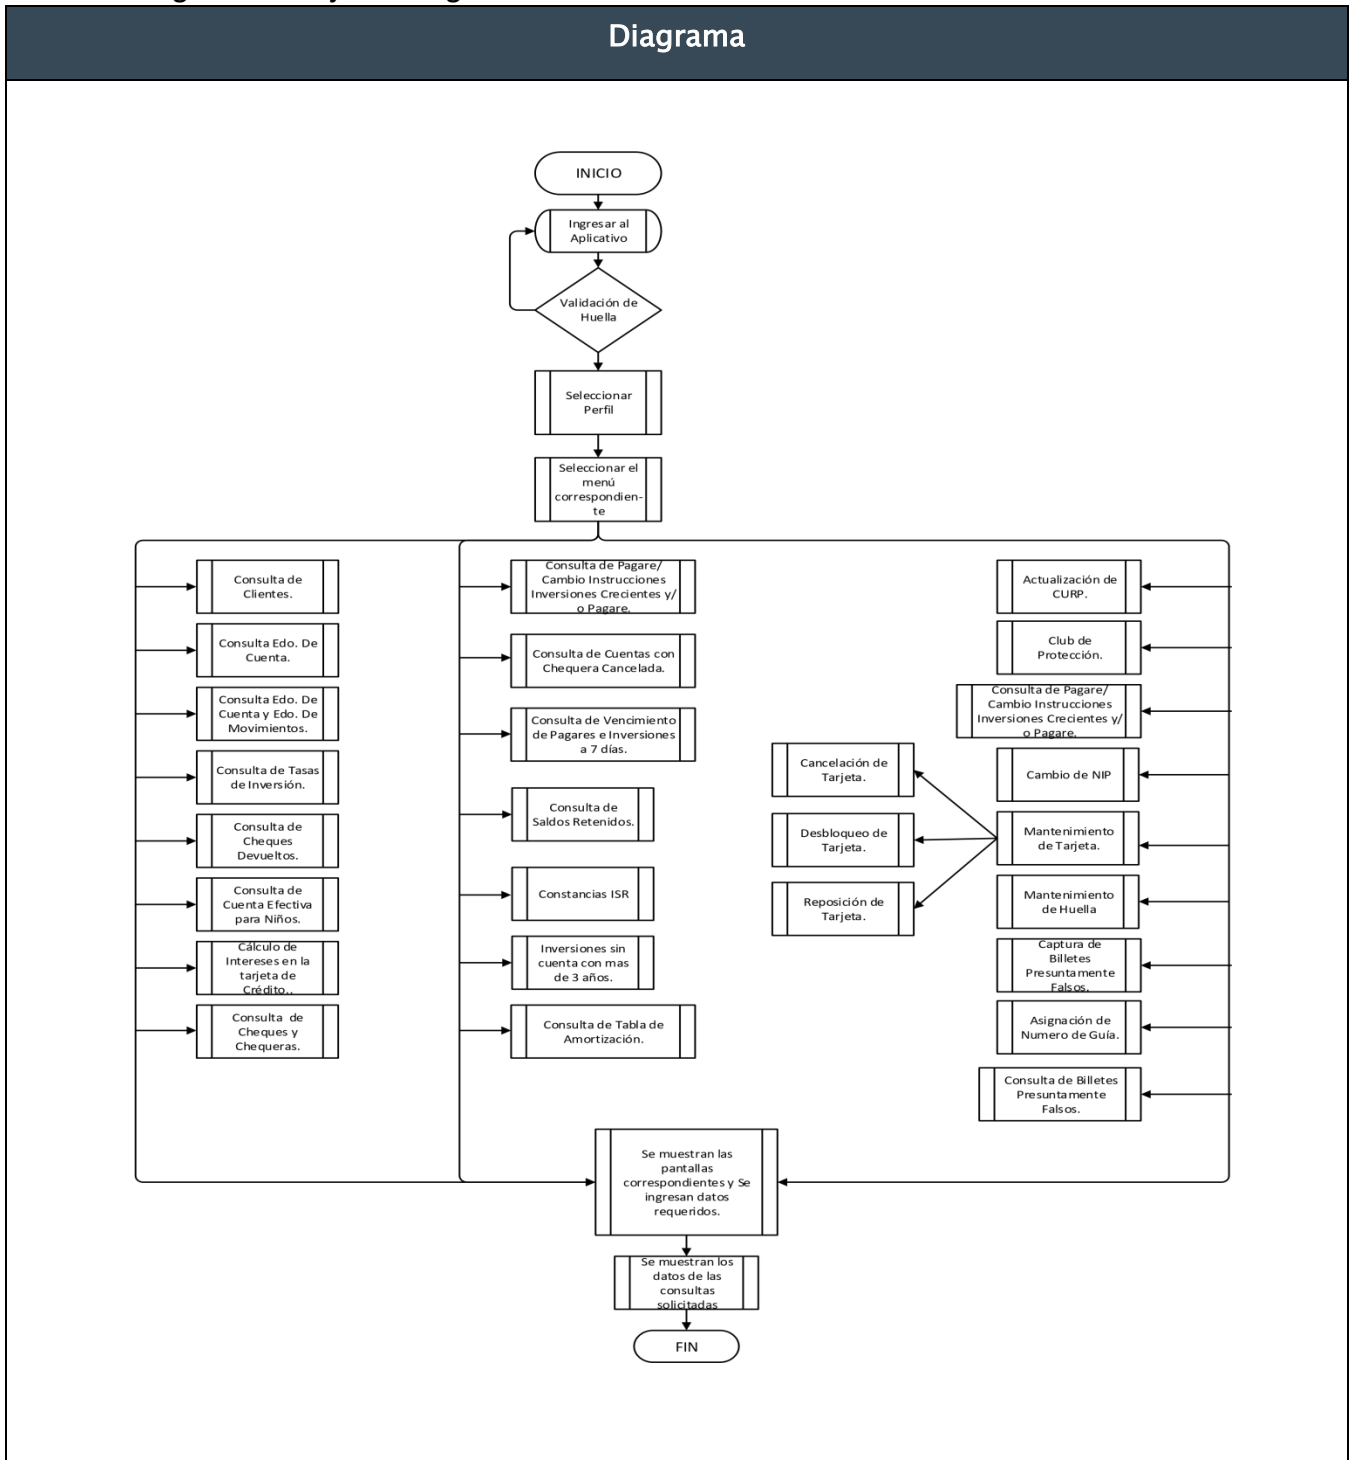 Diagrama
INICIO
Ingresar al
Aplicativo
Validación de
Huella
Seleccionar
Perfil
Seleccionar el
menú
correspondien-
te
Consulta de
Clientes.
Consulta Edo. De
Cuenta.
Consulta Edo. De
Cuenta y Edo. De
Movimientos.
Consulta de Tasas
de Inversión.
Consulta de
Cheques
Devueltos.
Consulta de
Cuenta Efectiva
para Niños.
Cálculo de
Intereses en la
tarjeta de
Crédito..
Consulta de
Cheques y
Chequeras.
Consulta de Pagare/
Cambio Instrucciones
Inversiones Crecientes y/
o Pagare.
Consulta de Cuentas con
Chequera Cancelada.
Consulta de Vencimiento
de Pagares e Inversiones
a 7 días.
Consulta de
Saldos Retenidos.
Constancias ISR
Inversiones sin
cuenta con mas
de 3 años.
Consulta de Tabla de
Amortización.
Cancelación de
Tarjeta.
Desbloqueo de
Tarjeta.
Reposición de
Tarjeta.
Actualización de
CURP.
Club de
Protección.
Consulta de Pagare/
Cambio Instrucciones
Inversiones Crecientes y/
o Pagare.
Cambio de NIP
Mantenimiento
de Tarjeta.
Mantenimiento
de Huella
Captura de
Billetes
Presuntamente
Falsos.
Asignación de
Numero de Guía.
Consulta de Billetes
Presuntamente
Falsos.
Se muestran las
pantallas
correspondientes y Se
ingresan datos
requeridos.
Se muestran los
datos de las
consultas
solicitadas
FIN